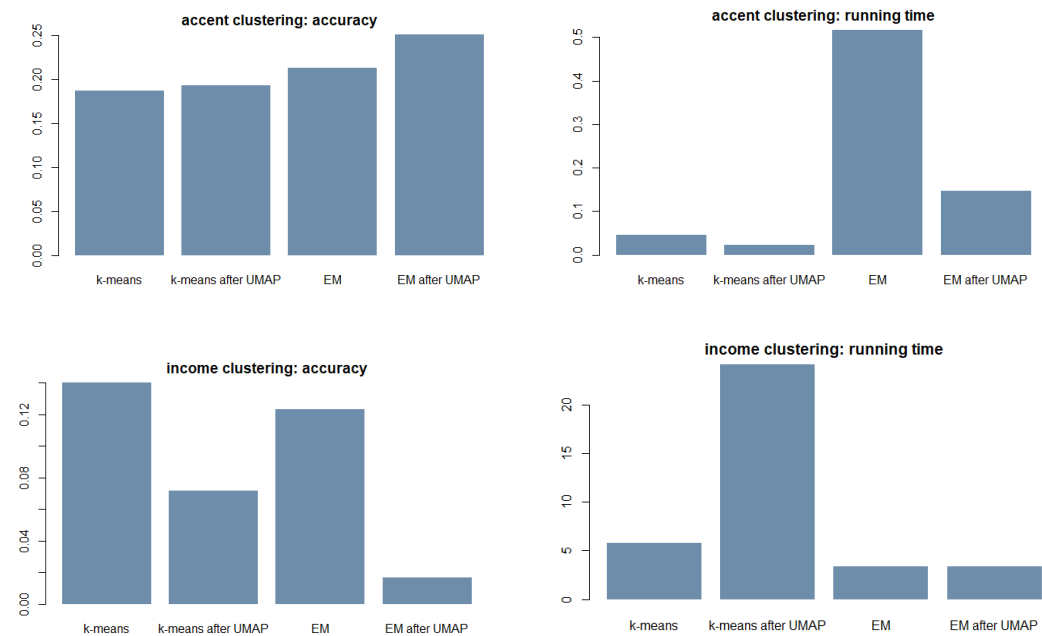 accent clustering: accuracy
0.25
0.20
0.15
0.10
0.05
0.00
k-means k-means after UMAP EM EM after UMAP
accent clustering: running time
0.5
0.4
0.3
0.2
0.1
0.0
k-means k-means after UMAP EM EM after UMAP
income clustering: accuracy
0.12
0.08
0.04
0.00
k-means k-means after UMAP EM EM after UMAP
income clustering: running time
20
15
10
5
0
k-means k-means after UMAP EM EM after UMAP